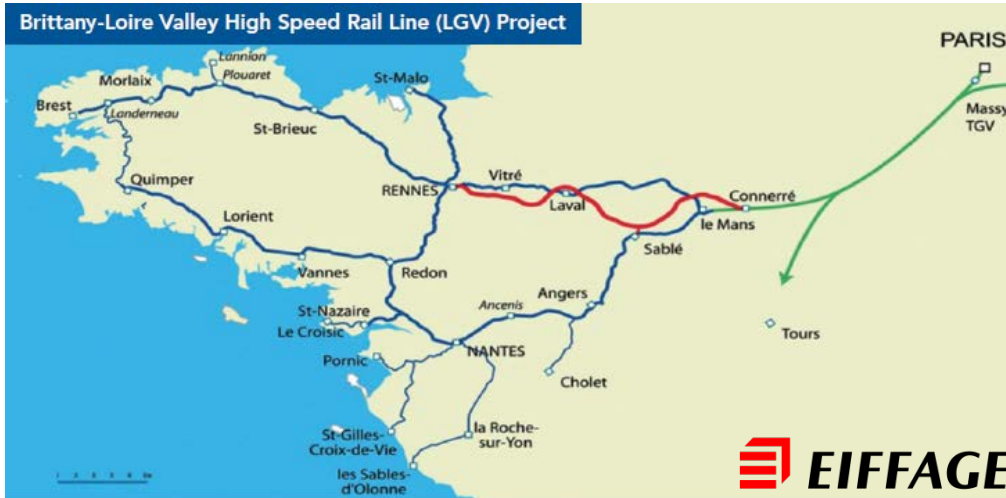 Brittany-Loire Valley High Speed Rail Line (LGV) Project
PARIS
Lannion
Plouaret
Morlaix
St-Malo
Brest
Landerneau
Massy
TGV
St-Brieuc
Quimper
RENNES
Vitré
Laval
Connerré
le Mans
Lorient
Sablé
Vannes
Redon
Angers
St-Nazaire
Ancenis
Le Croisic
Tours
Pornic
NANTES
Cholet
St-Gilles-
Croix-de-Vie
la Roche-
sur-Yon
les Sables-
d'Olonne
EIFFAGE